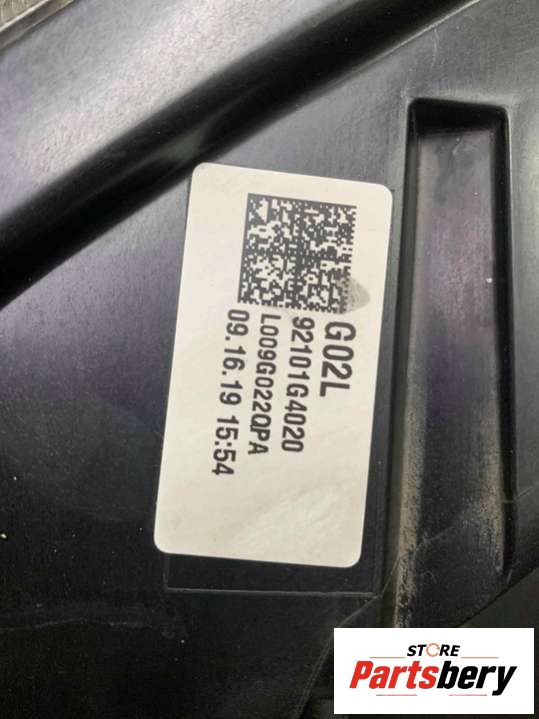 G02L
92101G4020
L009G022QPA
09.16.19 15:54
STORE
Partsbery